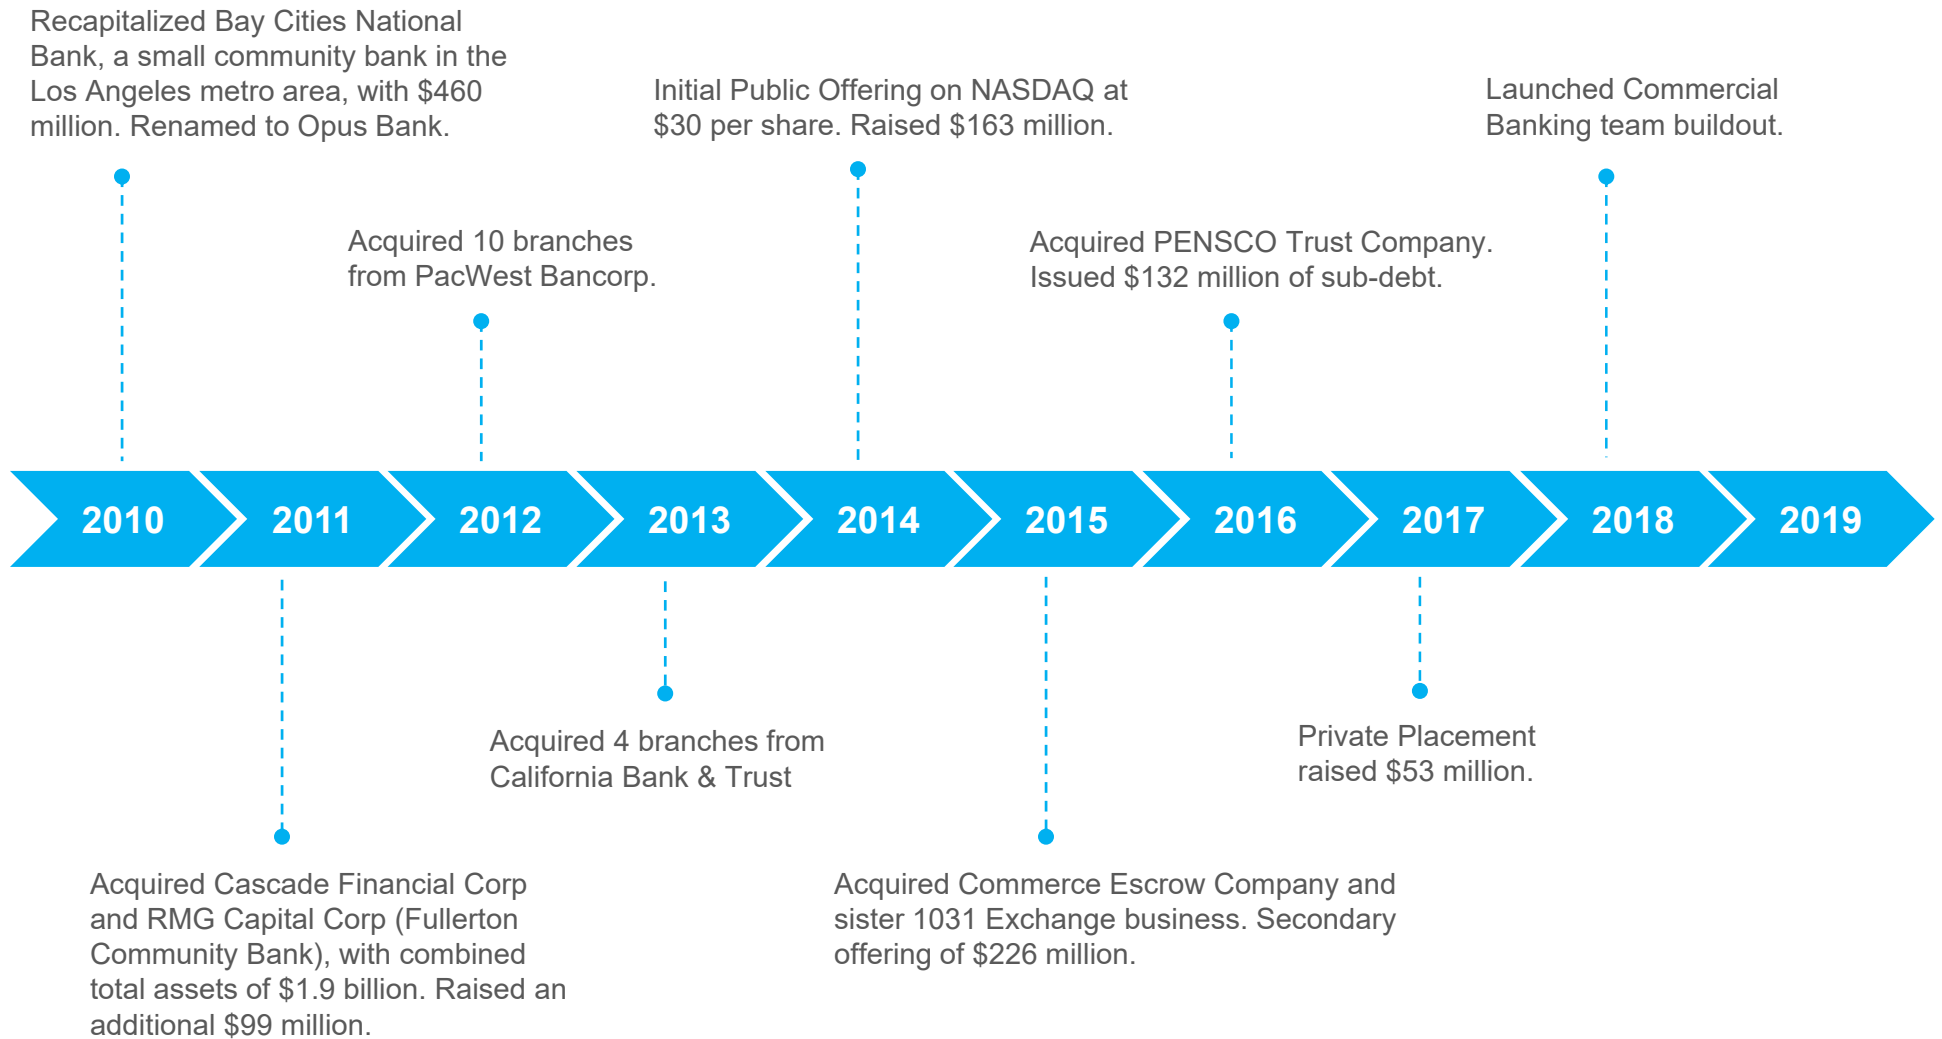 Recapitalized Bay Cities National
Bank, a small community bank in the
Los Angeles metro area, with $460
million. Renamed to Opus Bank.
Initial Public Offering on NASDAQ at
$30 per share. Raised $163 million.
Launched Commercial
Banking team buildout.
Acquired 10 branches
from PacWest Bancorp.
Acquired PENSCO Trust Company.
Issued $132 million of sub-debt.
2010
2011
2012
2013
2014
2015
2016
2017
2018
2019
Acquired 4 branches from
California Bank & Trust
Private Placement
raised $53 million.
Acquired Cascade Financial Corp
and RMG Capital Corp (Fullerton
Community Bank), with combined
total assets of $1.9 billion. Raised an
additional $99 million.
Acquired Commerce Escrow Company and
sister 1031 Exchange business. Secondary
offering of $226 million.